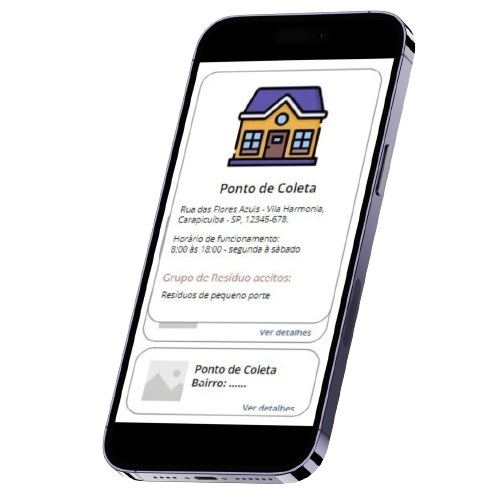 Ponto de Coleta
Rua das Flores Azuis - Vila Harmonia,
Carapicuíba - SP, 12345-678.
Horário de funcionamento:
8:00 às 18:00 - segunda à sábado
Grupo de Resíduo aceitos:
Resíduos de pequeno porte
Ver detalhes
Ponto de Coleta
Bairro: ......
Ver detalhes